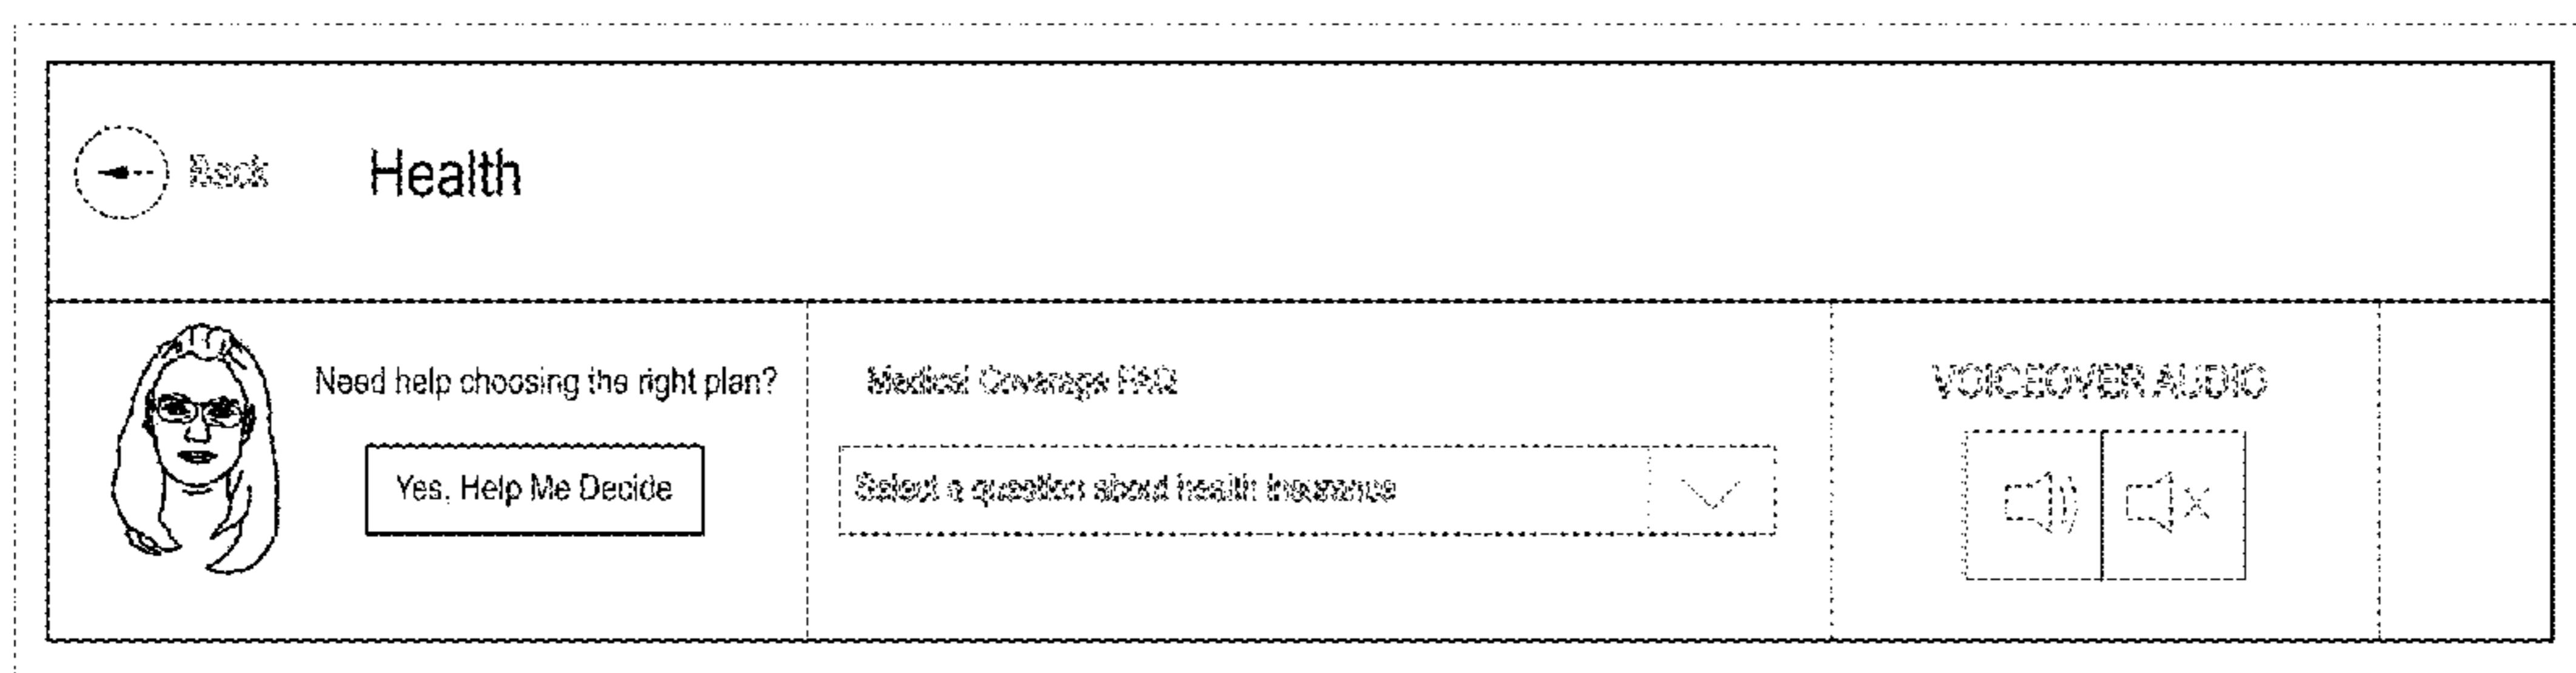 Back
Health
Need help choosing the right plan?
Yes, Help Me Decide
Medical Coverage FAQ
Select a question about health insurance
VOICEOVER AUDIO